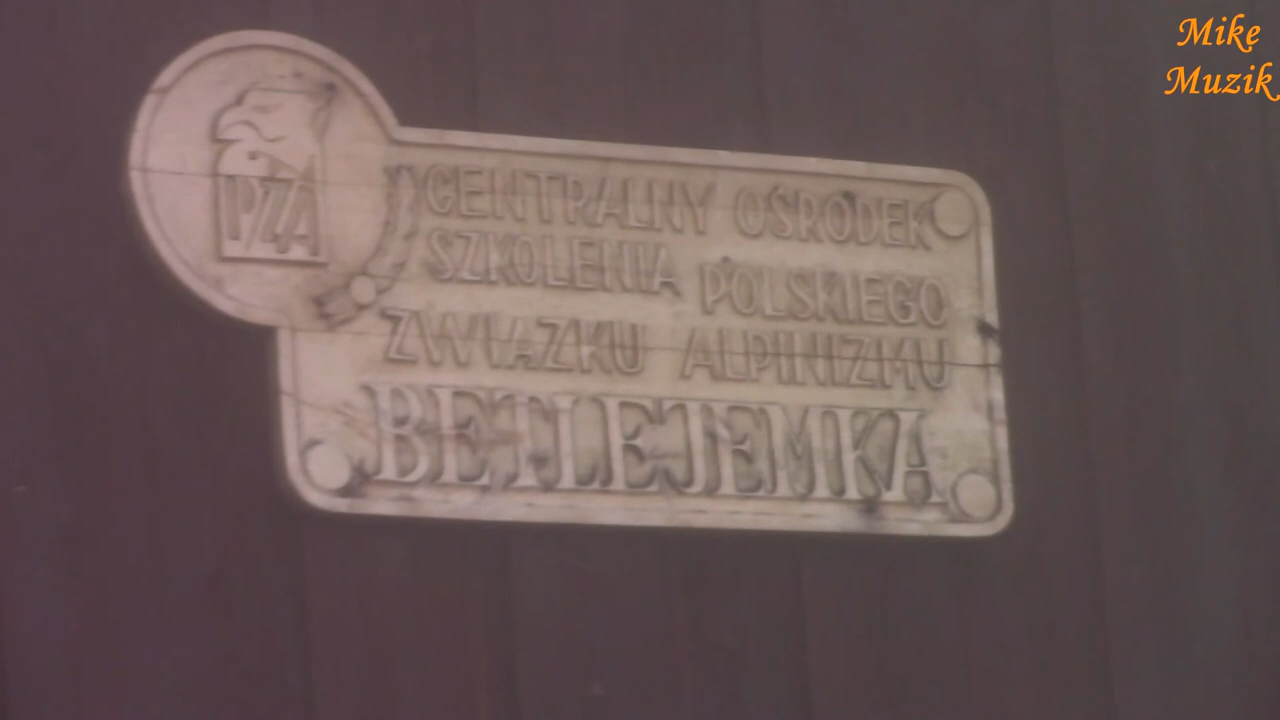 Mike
Muzik
PZA
CENTRALNY OŚRODEK
SZKOLENIA POLSKIEGO
ZWIĄZKU ALPINIZMU
BETLEJEMKA